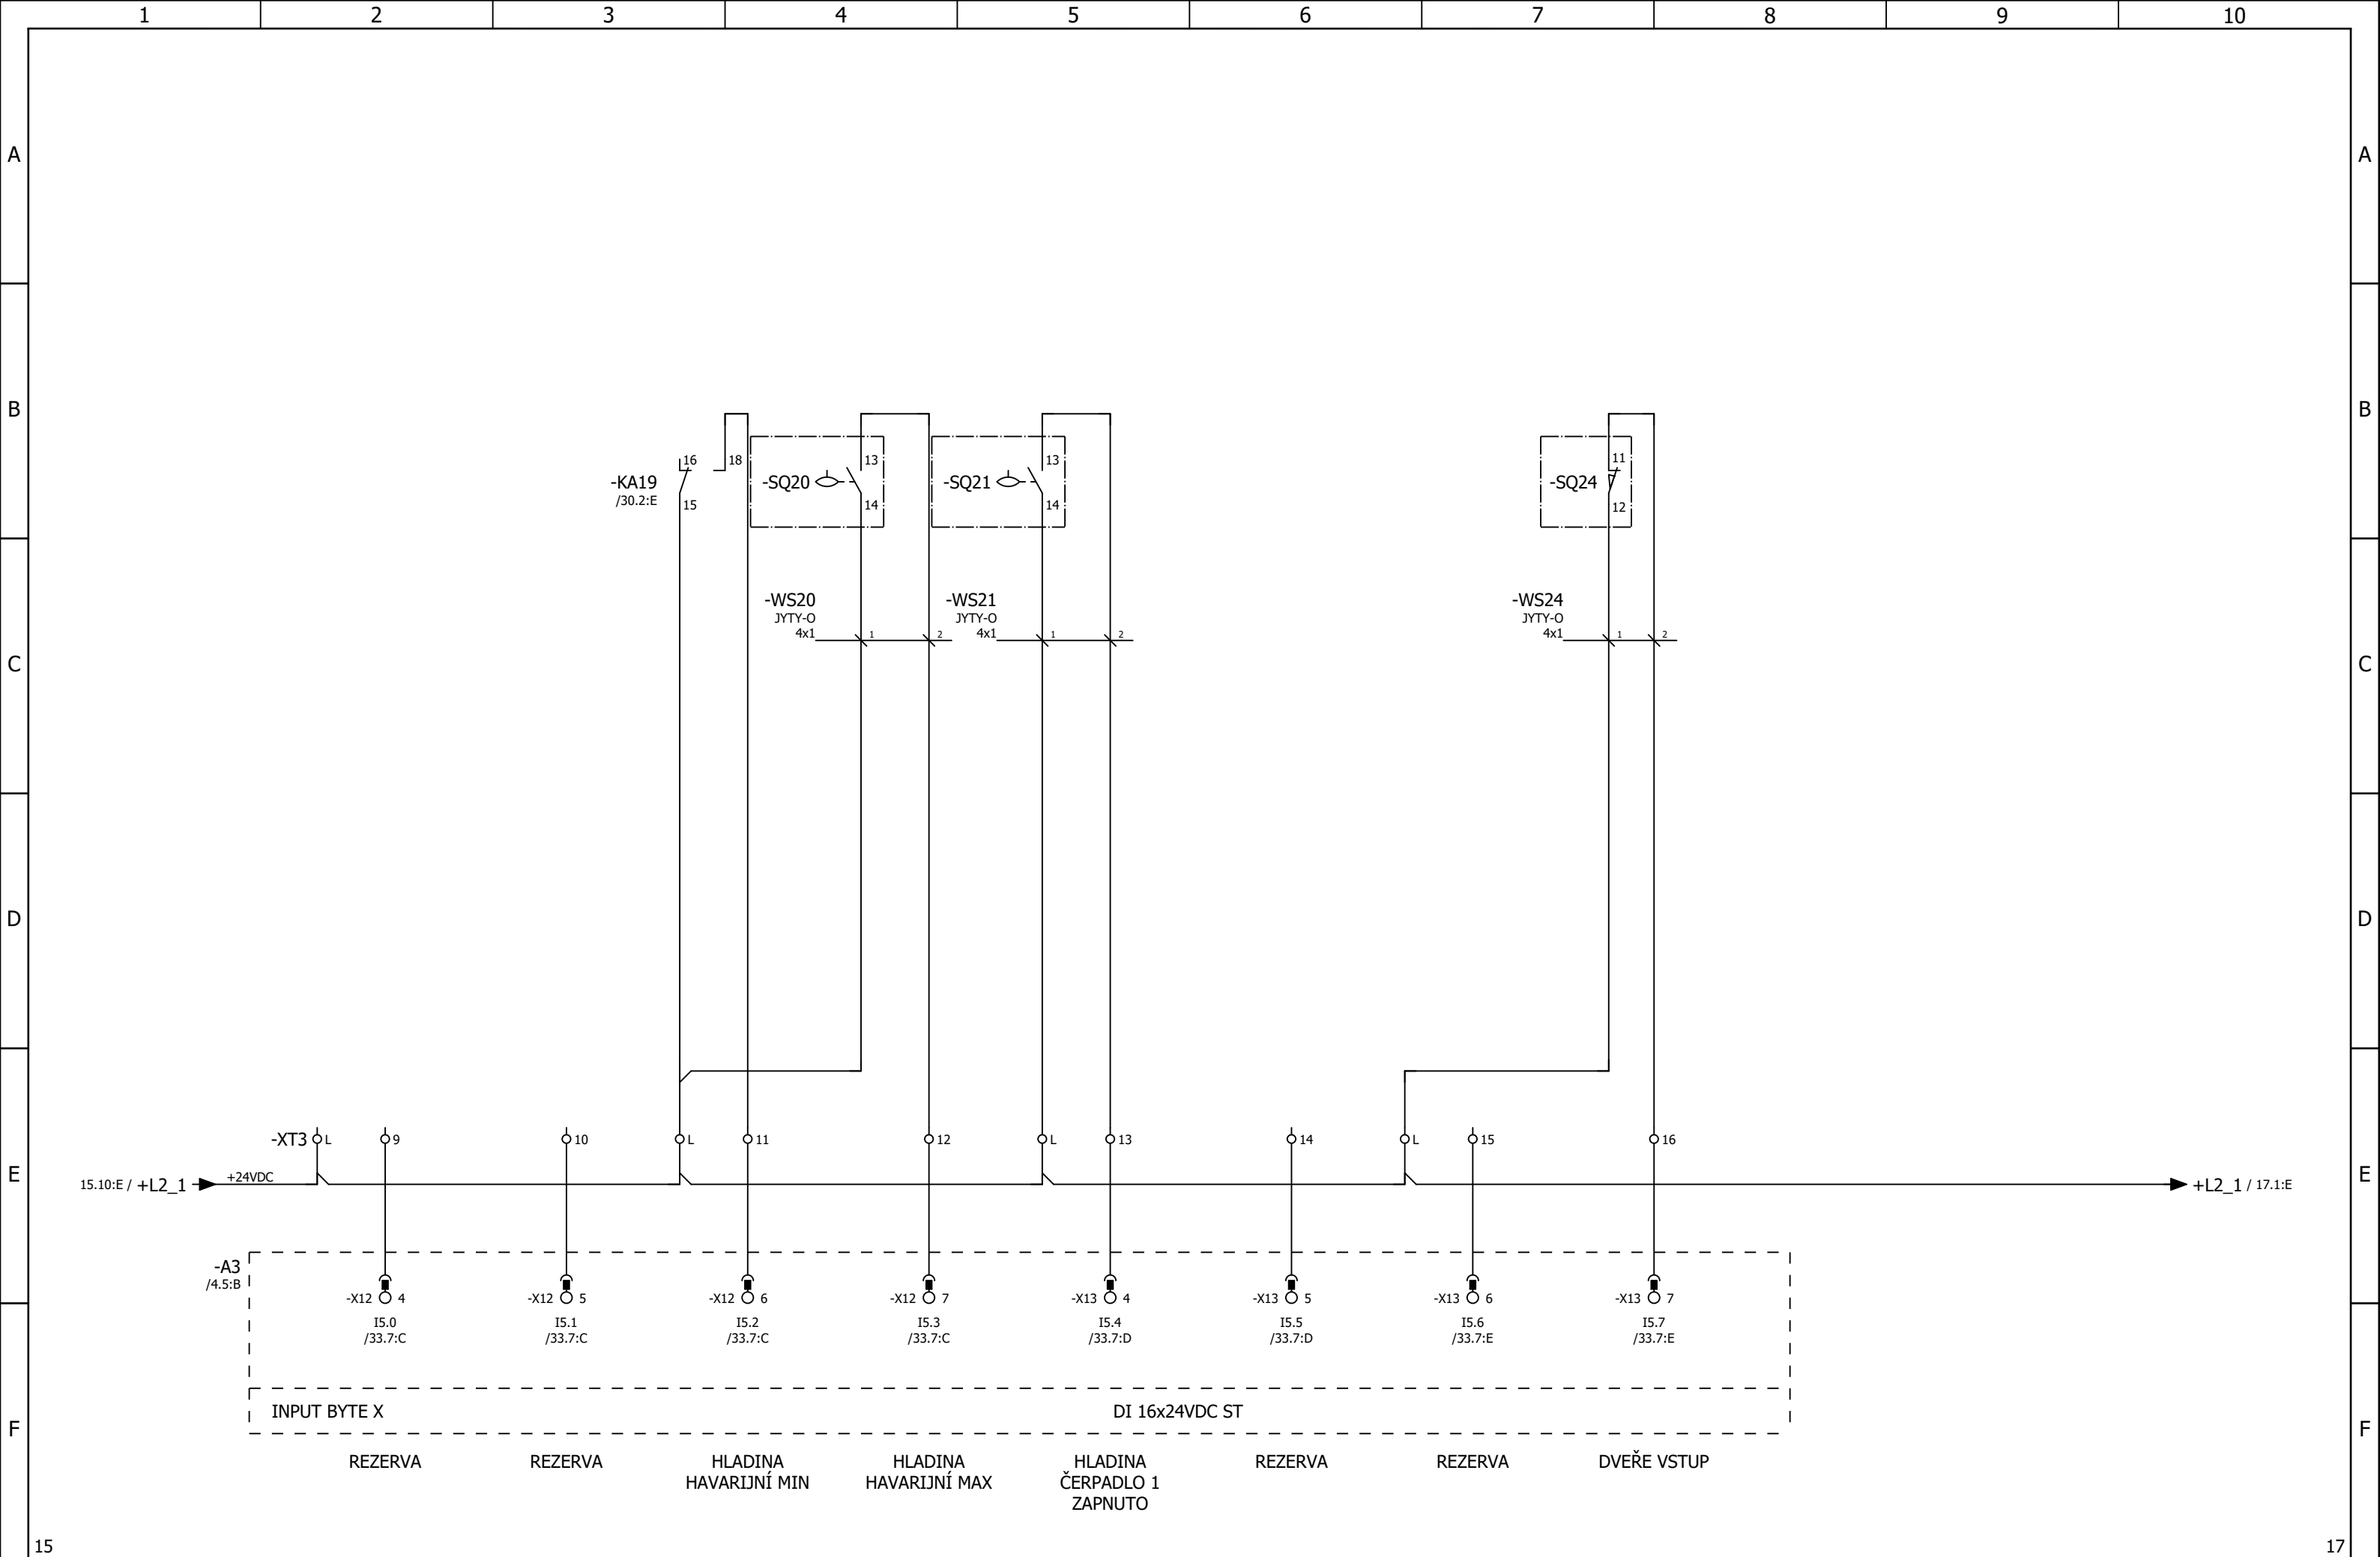 1 2 3 4 5 6 7 8 9 10
A A
B B
16 18 13 13 11
-KA19 -SQ20 -SQ21 -SQ24
/30.2:E
15 14 14 12
-WS20 -WS21 -WS24
JYTY-O JYTY-O JYTY-O
4x1 1 2 4x1 1 2 4x1 1 2
C C
D D
-XT3 L 9 10 L 11 12 L 13 14 L 15 16
E E
15.10:E / +L2_1 +24VDC +L2_1 / 17.1:E
-A3
/4.5:B
-X12 4 -X12 5 -X12 6 -X12 7 -X13 4 -X13 5 -X13 6 -X13 7
I5.0 I5.1 I5.2 I5.3 I5.4 I5.5 I5.6 I5.7
/33.7:C /33.7:C /33.7:C /33.7:C /33.7:D /33.7:D /33.7:E /33.7:E
INPUT BYTE X DI 16x24VDC ST
F F
REZERVA REZERVA HLADINA HLADINA HLADINA REZERVA REZERVA DVEŘE VSTUP
HAVARIJNÍ MIN HAVARIJNÍ MAX ČERPADLO 1
ZAPNUTO
15 17